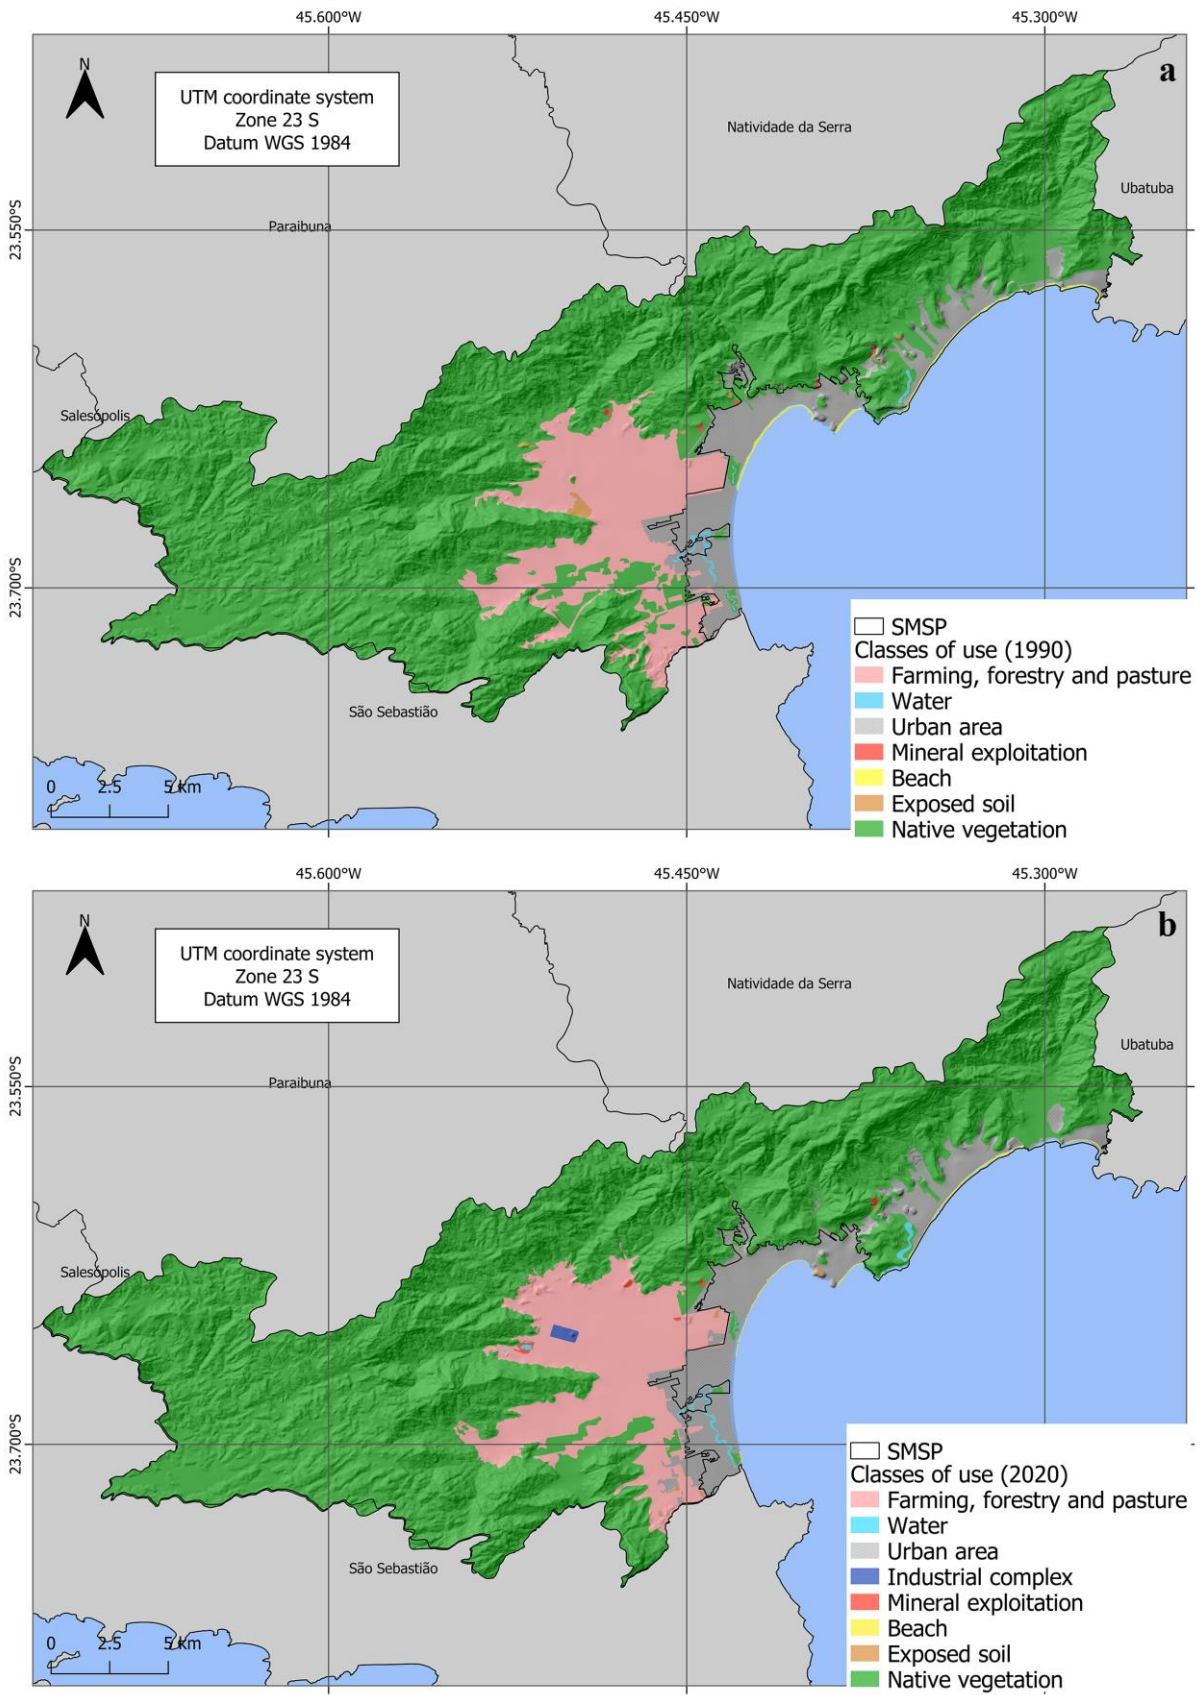 45.600°W 45.450°W 45.300°W
a
N
UTM coordinate system
Zone 23 S
Datum WGS 1984
Natividade da Serra
Ubatuba
23.550°S
Paraibuna
Salesópolis
23.700°S
São Sebastião
0 2.5 5 km
SMSP
Classes of use (1990)
Farming, forestry and pasture
Water
Urban area
Mineral exploitation
Beach
Exposed soil
Native vegetation
45.600°W 45.450°W 45.300°W
b
N
UTM coordinate system
Zone 23 S
Datum WGS 1984
Natividade da Serra
Ubatuba
23.550°S
Paraibuna
Salesópolis
23.700°S
São Sebastião
0 2.5 5 km
SMSP
Classes of use (2020)
Farming, forestry and pasture
Water
Urban area
Industrial complex
Mineral exploitation
Beach
Exposed soil
Native vegetation